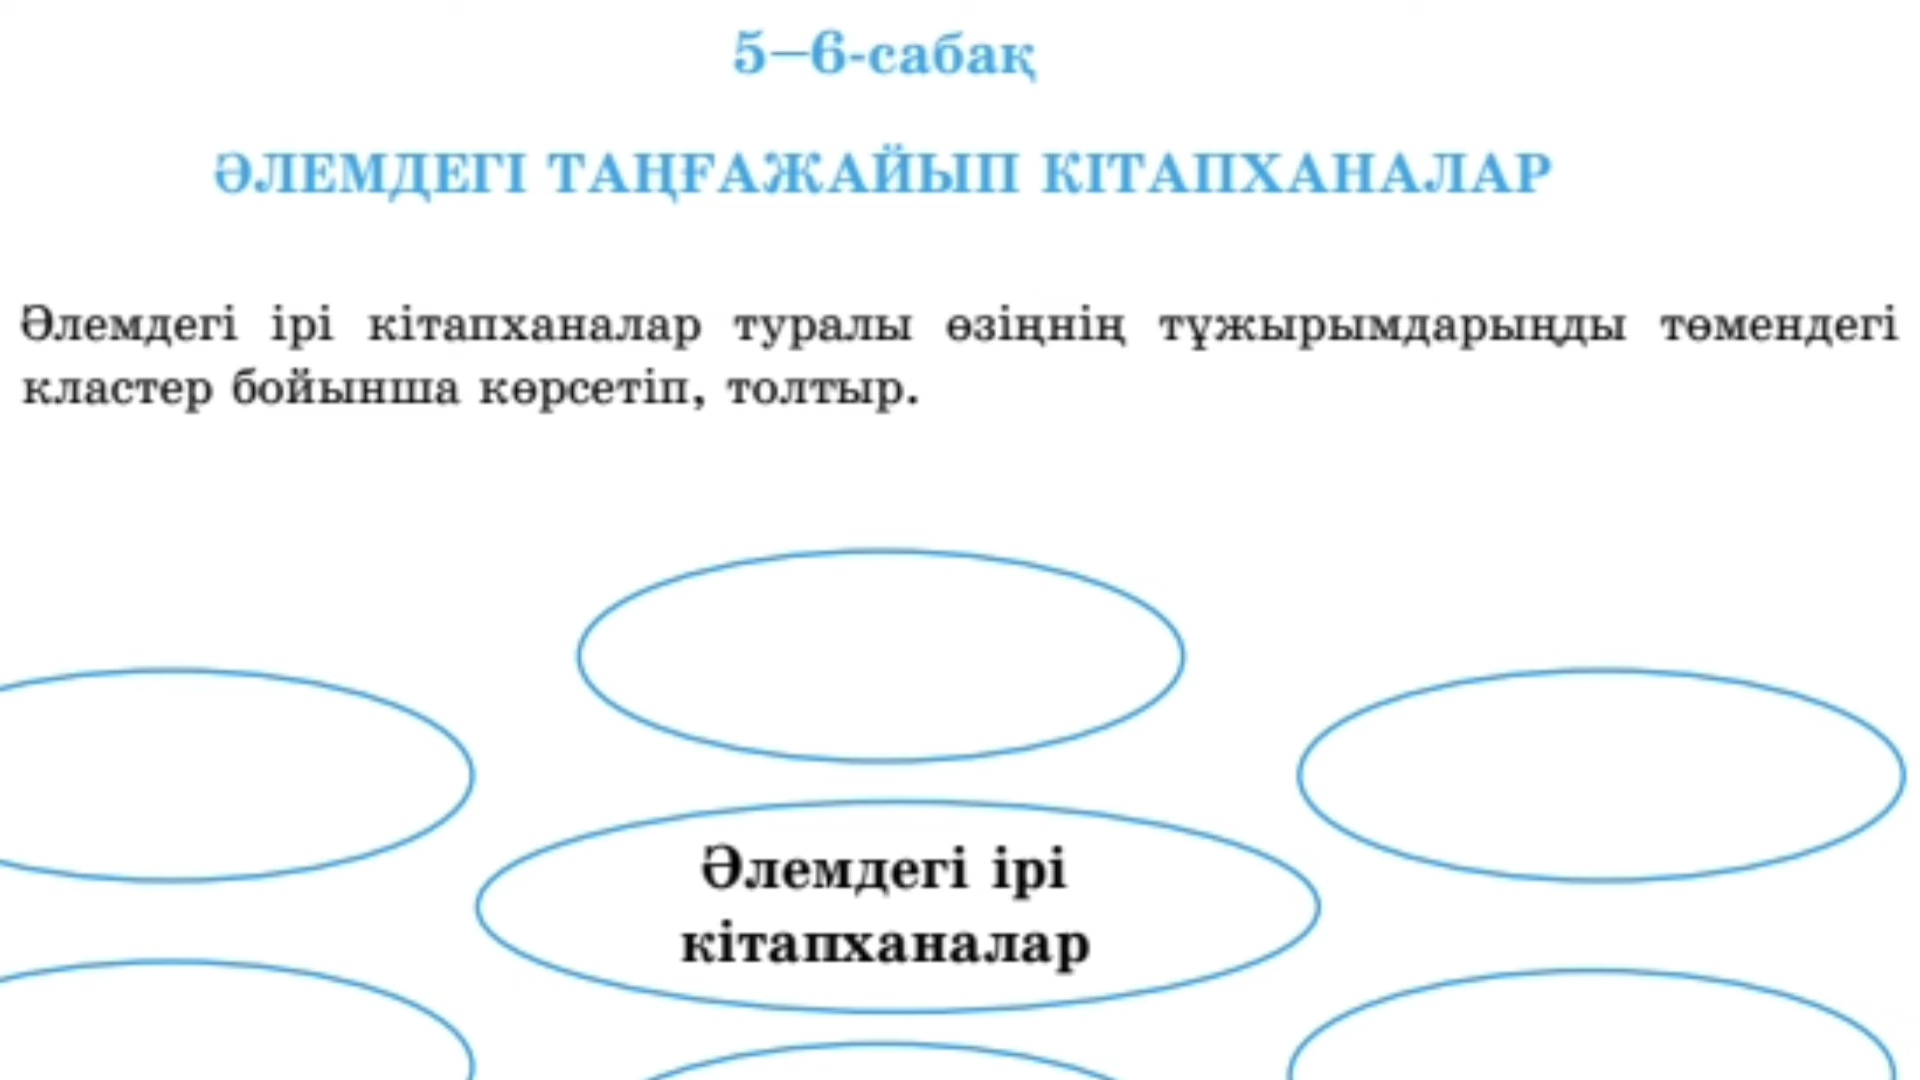 5—6-сабақ
ӘЛЕМДЕГІ ТАҢҒАЖАЙЫП КІТАПХАНАЛАР
Әлемдегі ірі кітапханалар туралы өзіңнің тұжырымдарыңды төмендегі
кластер бойынша көрсетіп, толтыр.
Әлемдегі ірі
кітапханалар